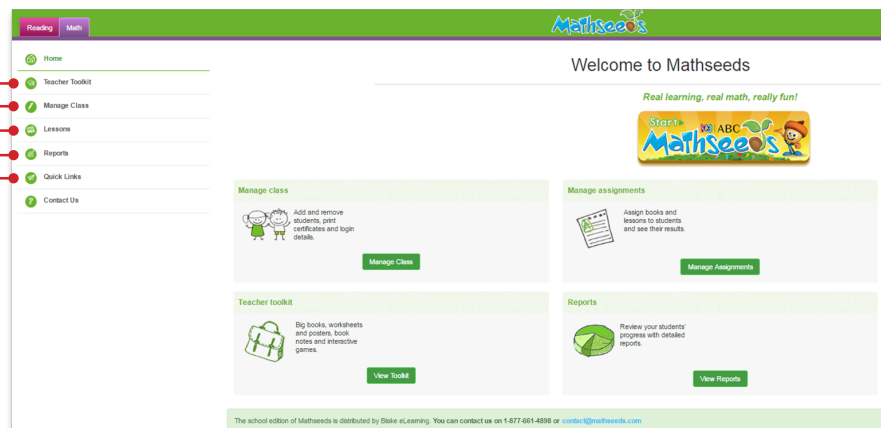 Reading Math
Mathseeds
Home
Teacher Toolkit
Manage Class
Lessons
Reports
Quick Links
Contact Us
Welcome to Mathseeds
Real learning, real math, really fun!
Start
ABC
Mathseeds
Manage class
Add and remove
students, print
certificates and login
details.
Manage Class
Manage assignments
Assign books and
lessons to students
and see their results.
Manage Assignments
Teacher toolkit
Big books, worksheets
and posters, book
notes and interactive
games.
View Toolkit
Reports
Review your students'
progress with detailed
reports.
View Reports
The school edition of Mathseeds is distributed by Blake eLearning. You can contact us on 1-877-661-4898 or contact@mathseeds.com